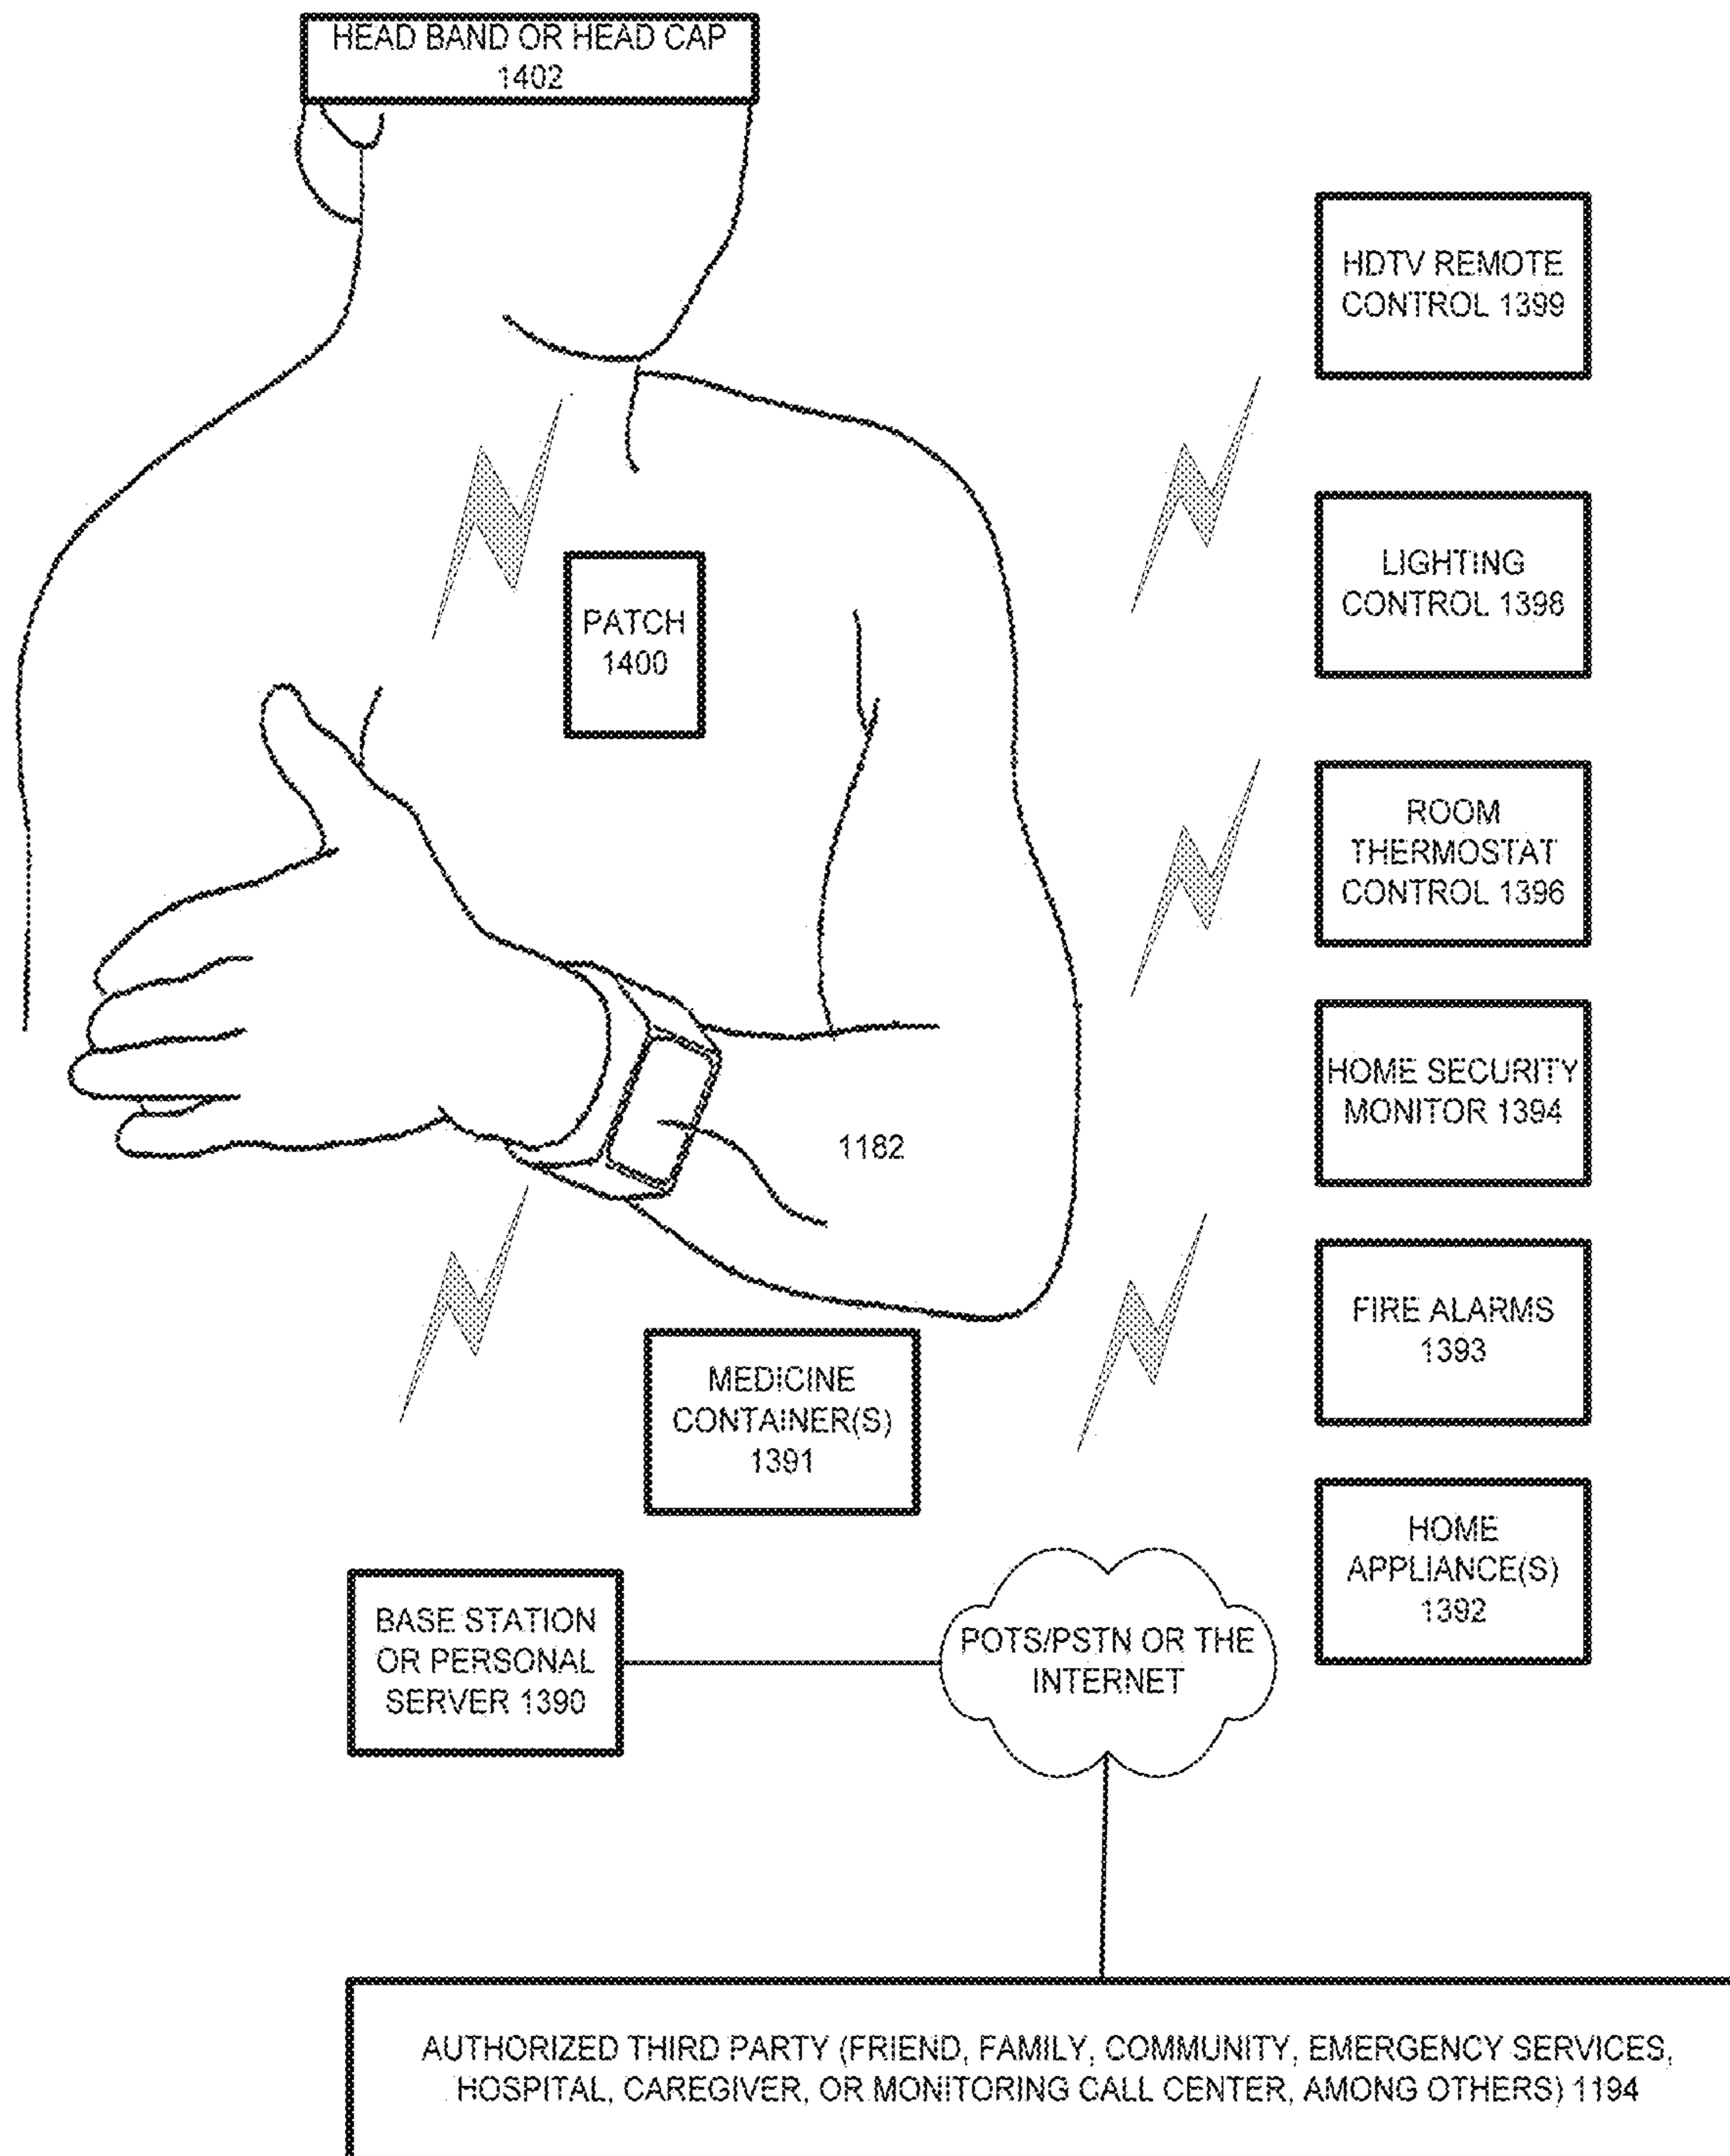 HEAD BAND OR HEAD CAP
1402
HDTV REMOTE
CONTROL 1399
LIGHTING
CONTROL 1398
PATCH
1400
ROOM
THERMOSTAT
CONTROL 1396
HOME SECURITY
MONITOR 1394
1182
FIRE ALARMS
1393
MEDICINE
CONTAINER(S)
1391
HOME
APPLIANCE(S)
1392
BASE STATION
OR PERSONAL
SERVER 1390
POTS/PSTN OR THE
INTERNET
AUTHORIZED THIRD PARTY (FRIEND, FAMILY, COMMUNITY, EMERGENCY SERVICES,
HOSPITAL, CAREGIVER, OR MONITORING CALL CENTER, AMONG OTHERS) 1194